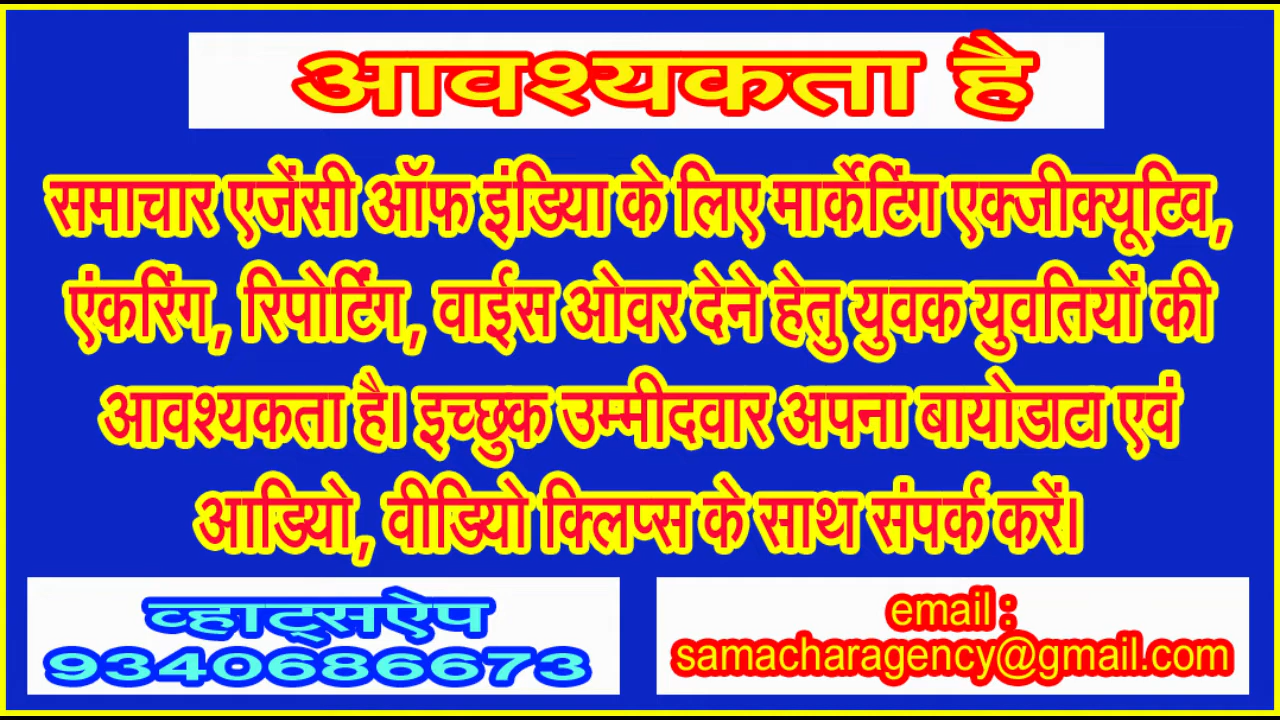 आवश्यकता है
समाचार एजेंसी ऑफ इंडिया के लिए मार्केटिंग एक्जीक्यूटिव,
एंकरिंग, रिपोर्टिंग, वाईस ओवर देने हेतु युवक युवतियों की
आवश्यकता है। इच्छुक उम्मीदवार अपना बायोडाटा एवं
आडियो, वीडियो क्लिप्स के साथ संपर्क करें।
व्हाट्सऐप
9340686673
email :
samacharagency@gmail.com